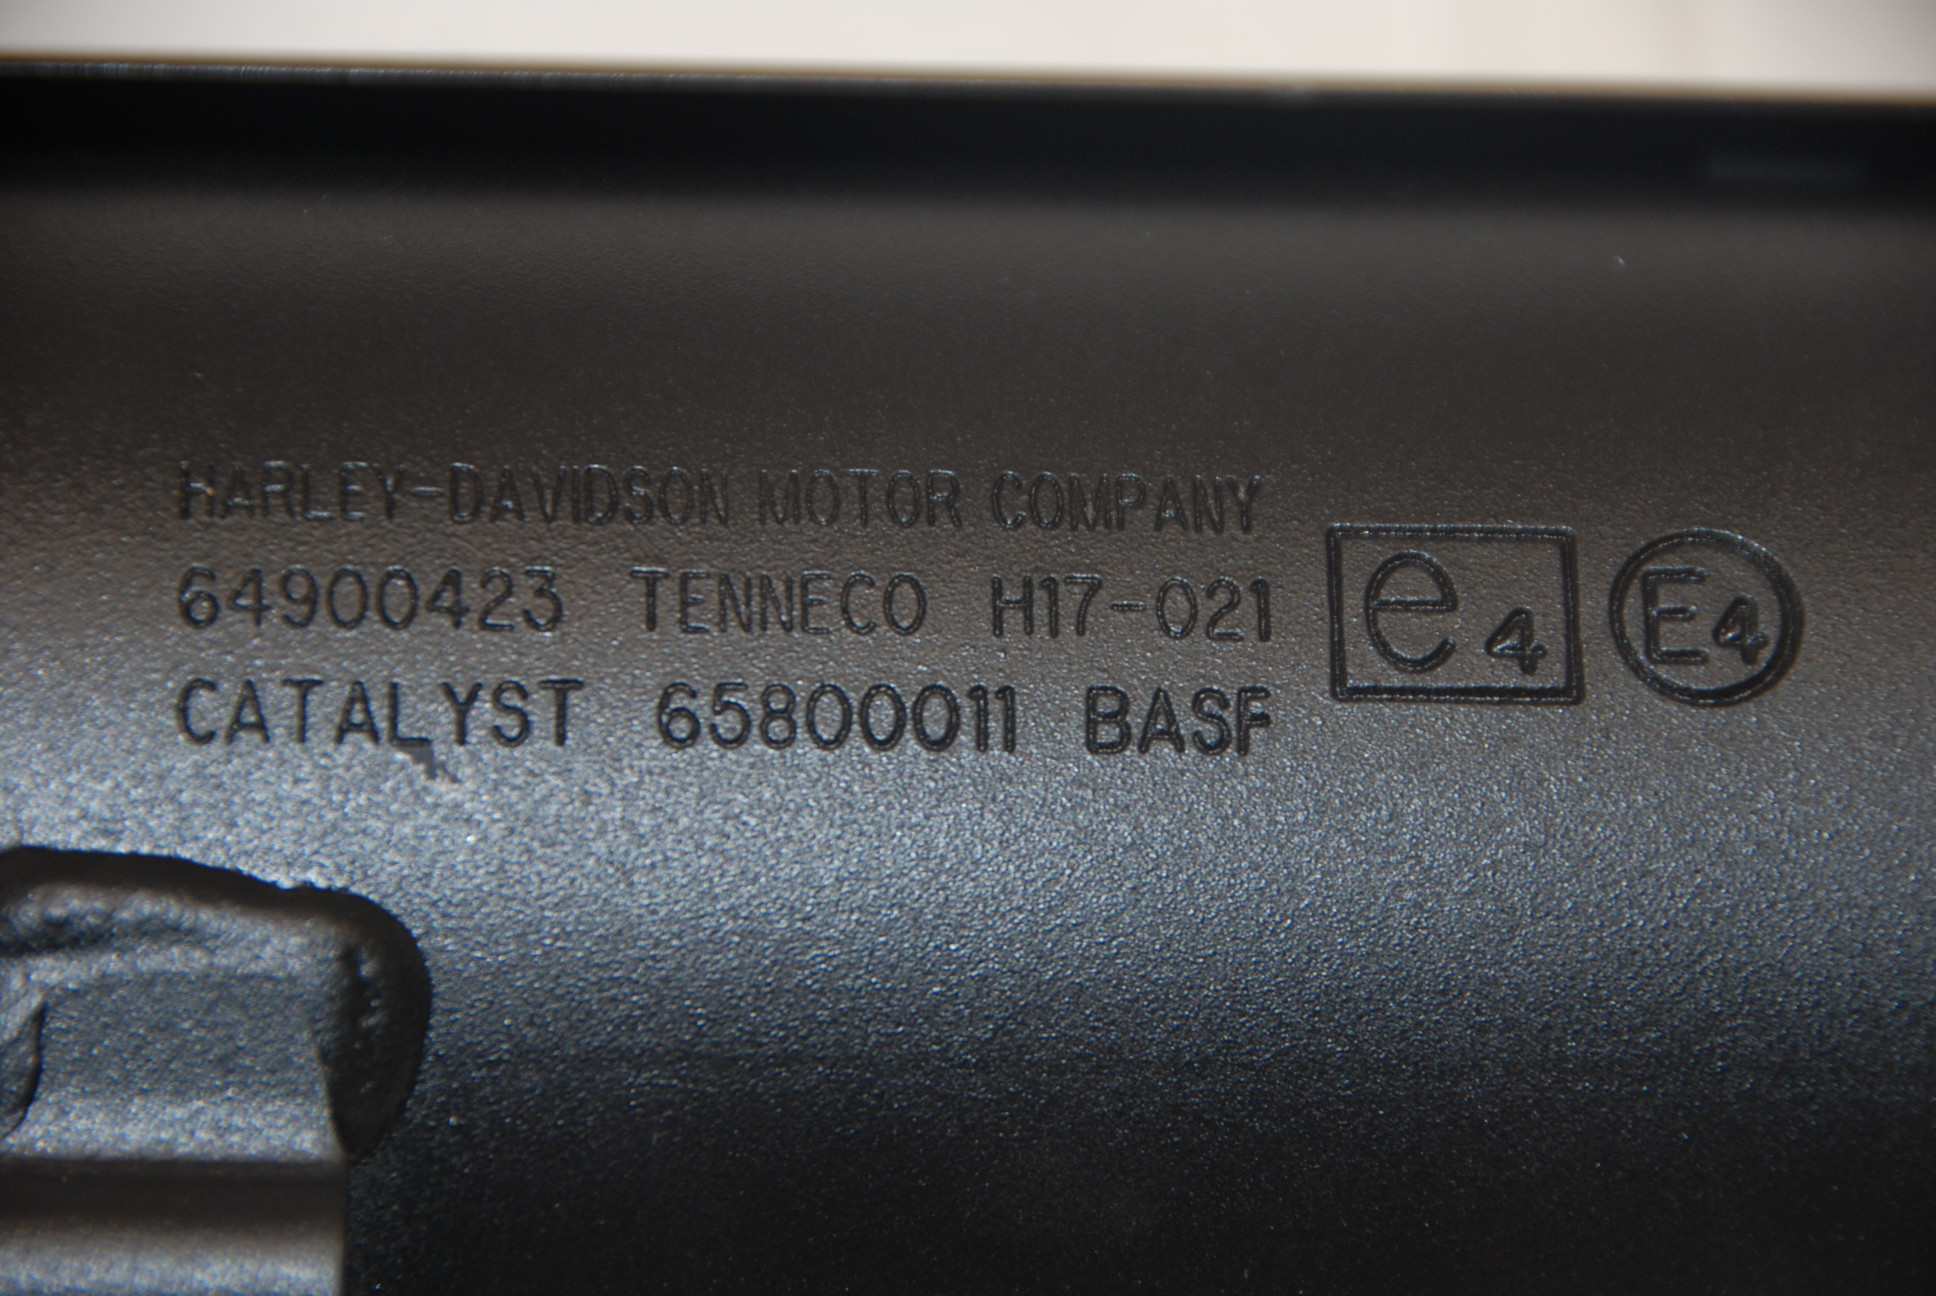 HARLEY-DAVIDSON MOTOR COMPANY
64900423 TENNECO H17-021
CATALYST 65800011 BASF
e4 E4